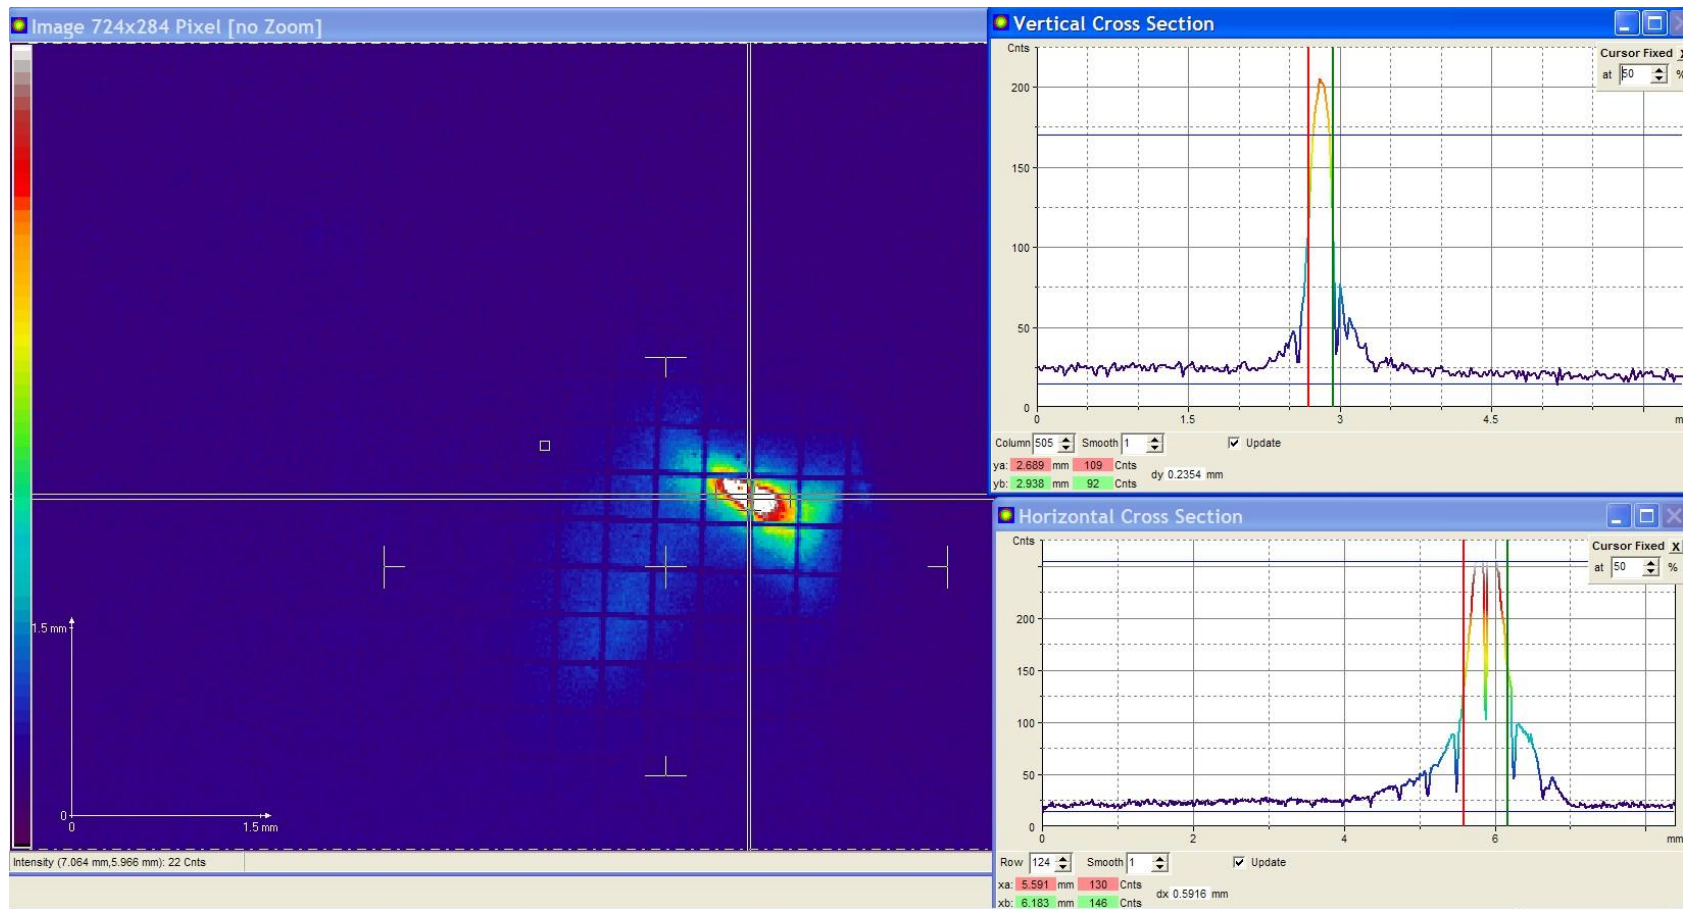 Image 724x284 Pixel [no Zoom]
1.5 mm
0
0
1.5 mm
Intensity (7.064 mm,5.966 mm): 22 Cnts
Vertical Cross Section
Cnts
Cursor Fixed X
at 50 %
200
150
100
50
0
0 1.5 3 4.5 m
Column 505 Smooth 1 Update
ya: 2.689 mm 109 Cnts
yb: 2.938 mm 92 Cnts
dy 0.2354 mm
Horizontal Cross Section
Cnts
Cursor Fixed X
at 50 %
200
150
100
50
0
0 2 4 6 mm
Row 124 Smooth 1 Update
xa: 5.591 mm 130 Cnts
xb: 6.183 mm 146 Cnts
dx 0.5916 mm